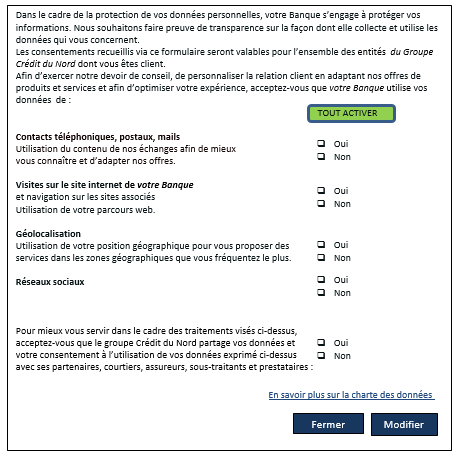 Dans le cadre de la protection de vos données personnelles, votre Banque s'engage à protéger vos
informations. Nous souhaitons faire preuve de transparence sur la façon dont elle collecte et utilise les
données qui vous concernent.
Les consentements recueillis via ce formulaire seront valables pour l'ensemble des entités du Groupe
Crédit du Nord dont vous êtes client.
Afin d'exercer notre devoir de conseil, de personnaliser la relation client en adaptant nos offres de
produits et services et afin d'optimiser votre expérience, acceptez-vous que votre Banque utilise vos
données de :
TOUT ACTIVER
Contacts téléphoniques, postaux, mails
Utilisation du contenu de nos échanges afin de mieux
vous connaître et d'adapter nos offres.
❑ Oui
❑ Non
Visites sur le site internet de votre Banque
et navigation sur les sites associés
Utilisation de votre parcours web.
❑ Oui
❑ Non
Géolocalisation
Utilisation de votre position géographique pour vous proposer des
services dans les zones géographiques que vous fréquentez le plus.
❑ Oui
❑ Non
Réseaux sociaux
❑ Oui
❑ Non
Pour mieux vous servir dans le cadre des traitements visés ci-dessus,
acceptez-vous que le groupe Crédit du Nord partage vos données et
votre consentement à l'utilisation de vos données exprimé ci-dessus
avec ses partenaires, courtiers, assureurs, sous-traitants et prestataires :
❑ Oui
❑ Non
En savoir plus sur la charte des données
Fermer
Modifier